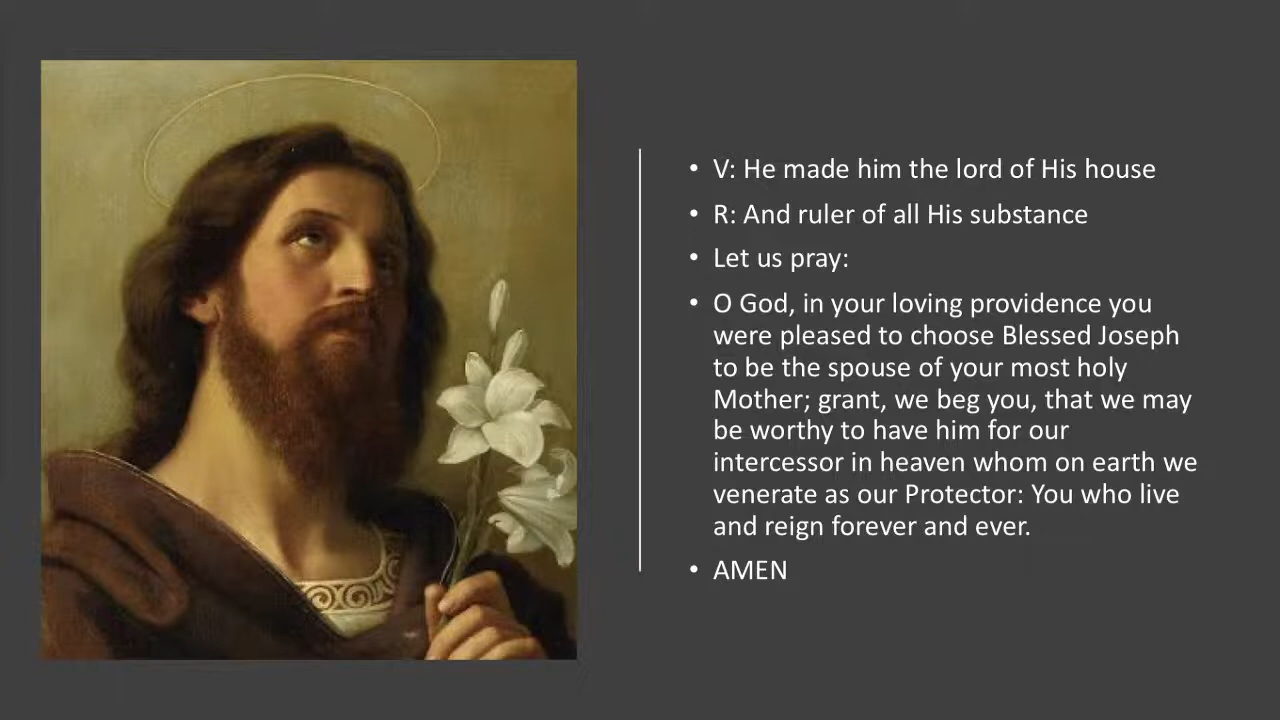 • V: He made him the lord of His house
• R: And ruler of all His substance
• Let us pray:
• O God, in your loving providence you
were pleased to choose Blessed Joseph
to be the spouse of your most holy
Mother; grant, we beg you, that we may
be worthy to have him for our
intercessor in heaven whom on earth we
venerate as our Protector: You who live
and reign forever and ever.
• AMEN